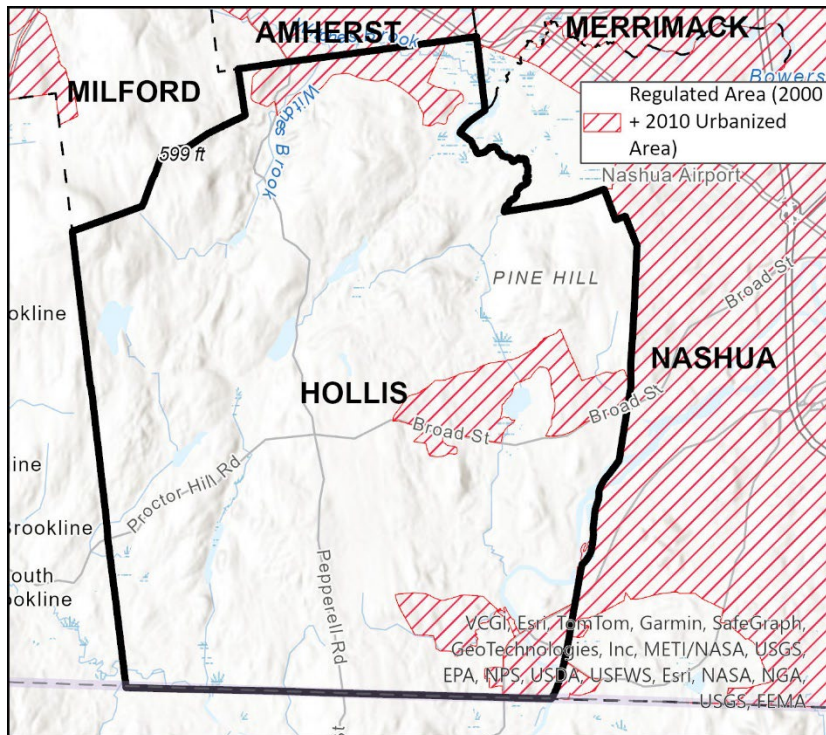 AMHERST
MERRIMACK
Brook
Bowers
MILFORD
Regulated Area (2000
+ 2010 Urbanized
Area)
Witches Brook
599 ft
Nashua Airport
PINE HILL
Broad St
okline
NASHUA
HOLLIS
Broad St
Broad St
Proctor Hill Rd
ine
Brookline
outh
okline
Pepperell Rd
VCGI, Esri, TomTom, Garmin, SafeGraph,
GeoTechnologies, Inc, METI/NASA, USGS,
EPA, NPS, USDA, USFWS, Esri, NASA, NGA,
USGS, FEMA